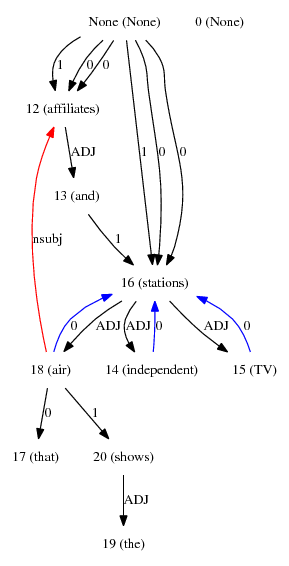 None (None) 0 (None)
1 0 0
12 (affiliates)
ADJ 1 0 0
13 (and)
nsubj 1
16 (stations)
0 ADJ ADJ 0 ADJ 0
18 (air) 14 (independent) 15 (TV)
0 1
17 (that) 20 (shows)
ADJ
19 (the)